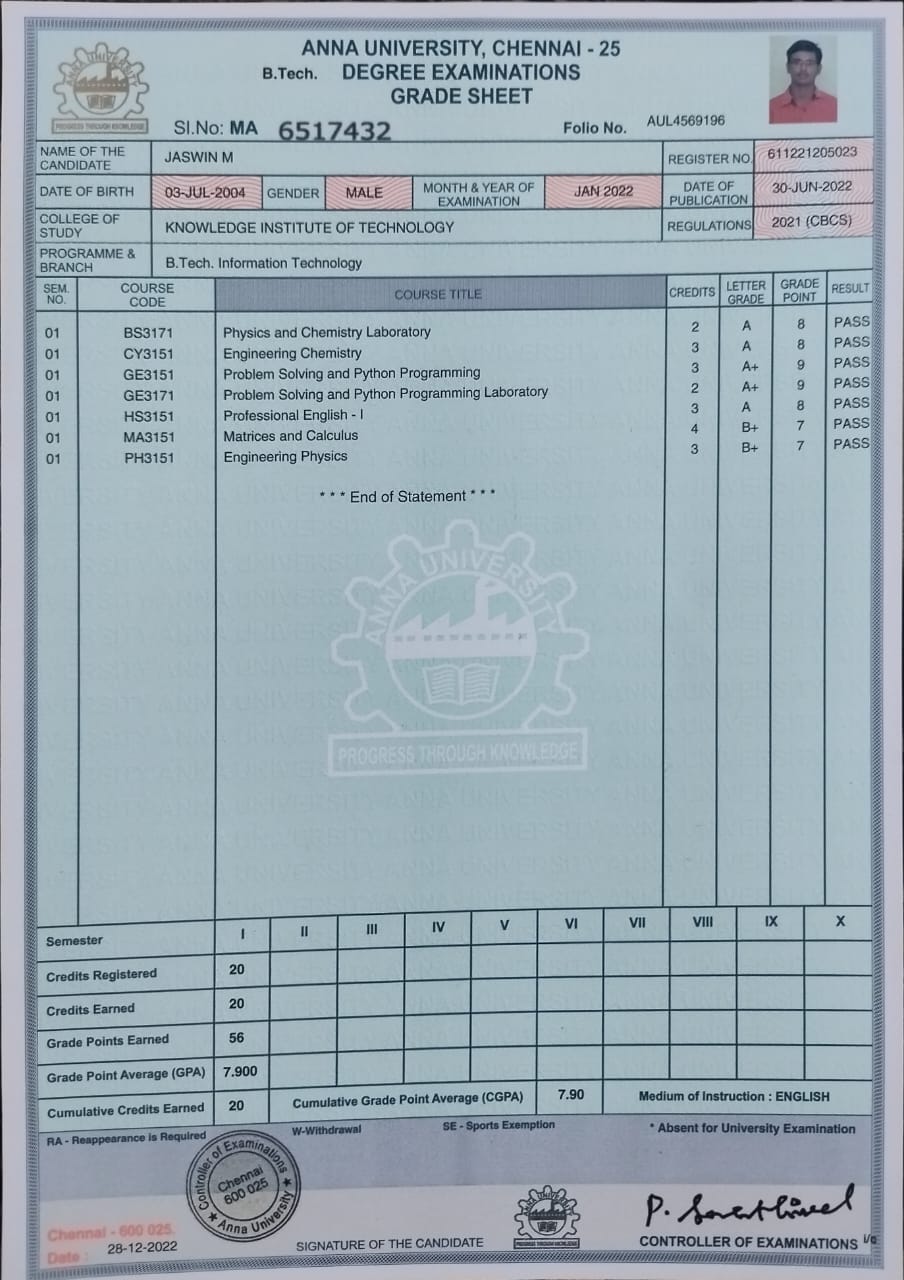 ANNA UNIVERSITY, CHENNAI - 25
B.Tech. DEGREE EXAMINATIONS
GRADE SHEET
ANNA UNIVERSITY
PROGRESS THROUGH KNOWLEDGE
Sl.No: MA 6517432 Folio No. AUL4569196
NAME OF THE CANDIDATE JASWIN M REGISTER NO. 611221205023
DATE OF BIRTH 03-JUL-2004 GENDER MALE MONTH & YEAR OF EXAMINATION JAN 2022 DATE OF PUBLICATION 30-JUN-2022
COLLEGE OF STUDY KNOWLEDGE INSTITUTE OF TECHNOLOGY REGULATIONS 2021 (CBCS)
PROGRAMME & BRANCH B.Tech. Information Technology
SEM. NO. COURSE CODE COURSE TITLE CREDITS LETTER GRADE GRADE POINT RESULT
01 BS3171 Physics and Chemistry Laboratory 2 A 8 PASS
01 CY3151 Engineering Chemistry 3 A 8 PASS
01 GE3151 Problem Solving and Python Programming 3 A+ 9 PASS
01 GE3171 Problem Solving and Python Programming Laboratory 2 A+ 9 PASS
01 HS3151 Professional English - I 3 A 8 PASS
01 MA3151 Matrices and Calculus 4 B+ 7 PASS
01 PH3151 Engineering Physics 3 B+ 7 PASS
* * * End of Statement * * *
ANNA UNIVERSITY
PROGRESS THROUGH KNOWLEDGE
Semester I II III IV V VI VII VIII IX X
Credits Registered 20
Credits Earned 20
Grade Points Earned 56
Grade Point Average (GPA) 7.900
Cumulative Credits Earned 20 Cumulative Grade Point Average (CGPA) 7.90 Medium of Instruction : ENGLISH
RA - Reappearance is Required W-Withdrawal SE - Sports Exemption * Absent for University Examination
Controller of Examinations
Chennai
600 025
Anna University
Chennai - 600 025.
Date : 28-12-2022
SIGNATURE OF THE CANDIDATE
PROGRESS THROUGH KNOWLEDGE
CONTROLLER OF EXAMINATIONS i/c